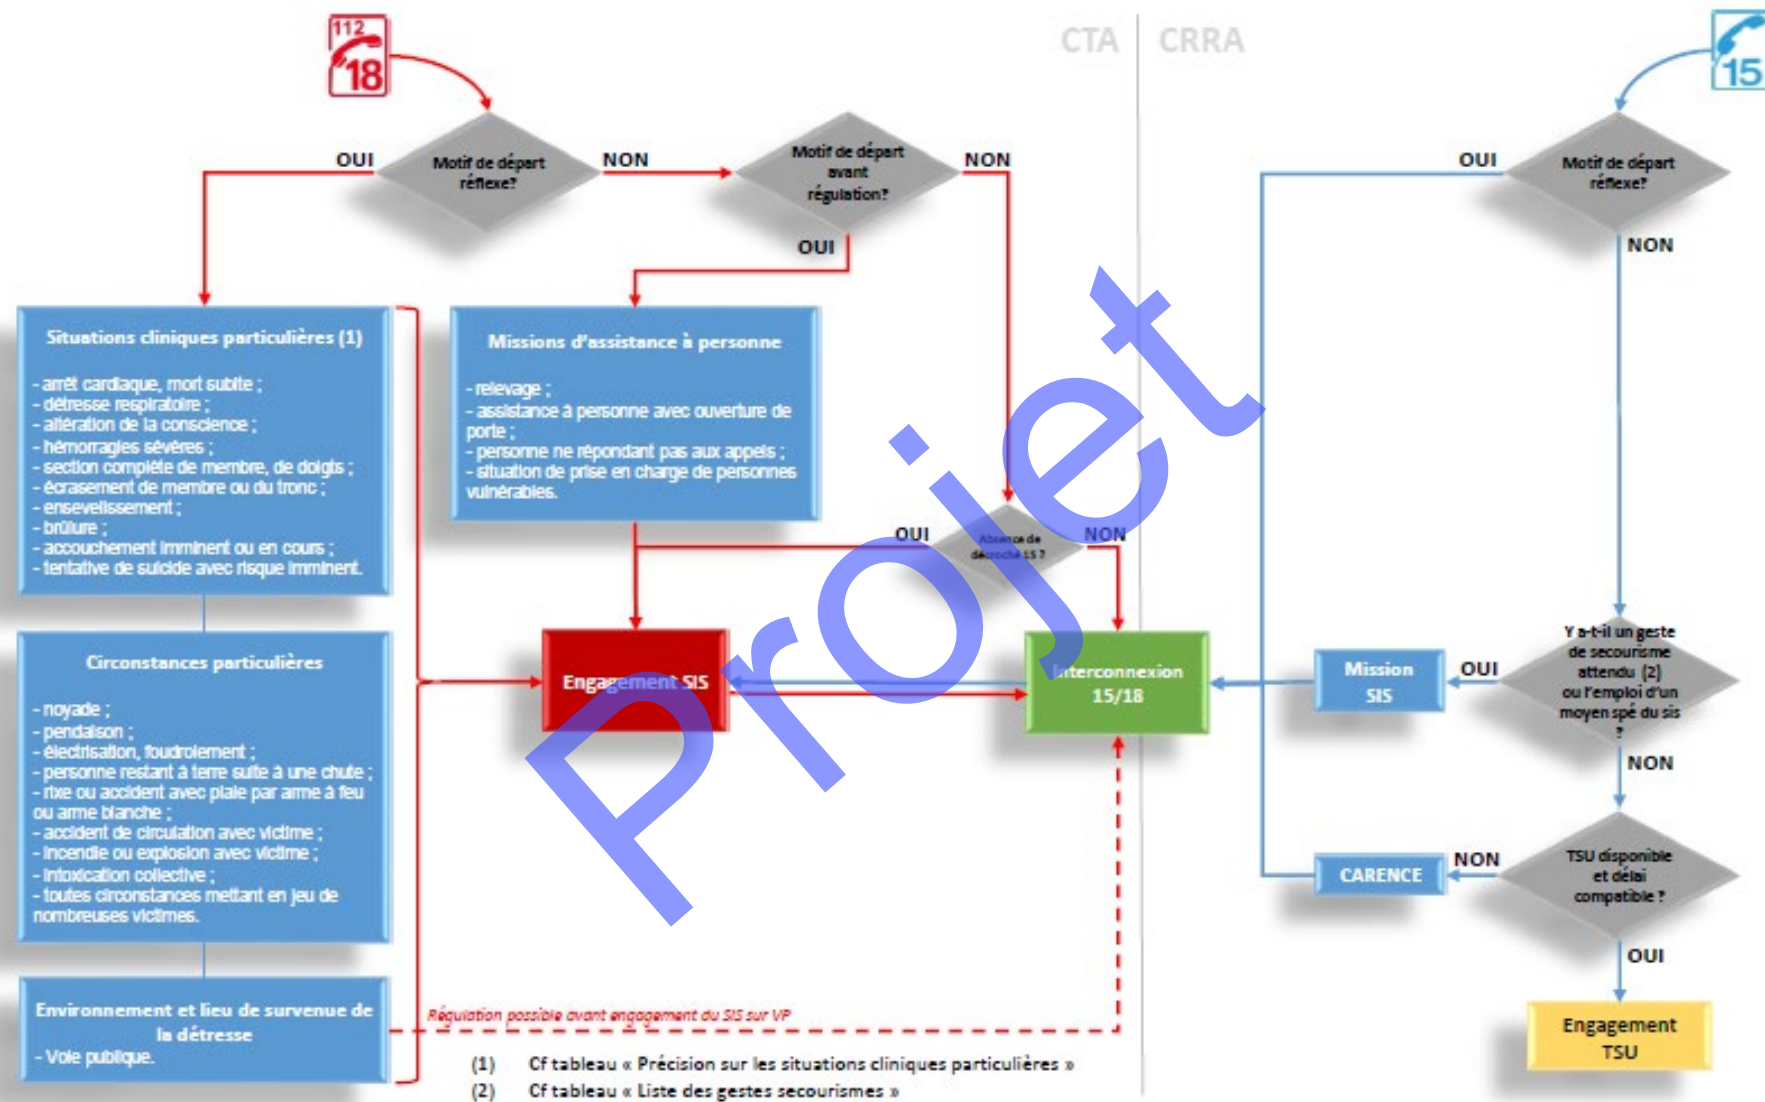 112
18
CTA
CRRA
15
OUI
Motif de départ
réflexe?
NON
Motif de départ
avant
régulation?
NON
OUI
OUI
Motif de départ
réflexe?
NON
Situations cliniques particulières (1)
- arrêt cardiaque, mort subite ;
- détresse respiratoire ;
- altération de la conscience ;
- hémorragies sévères ;
- section complète de membre, de doigts ;
- écrasement de membre ou du tronc ;
- ensevelissement ;
- brûlure ;
- accouchement imminent ou en cours ;
- tentative de suicide avec risque imminent.
Missions d'assistance à personne
- relevage ;
- assistance à personne avec ouverture de
porte ;
- personne ne répondant pas aux appels ;
- situation de prise en charge de personnes
vulnérables.
OUI
Absence de
décroché 15 ?
NON
Circonstances particulières
- noyade ;
- pendaison ;
- électrisation, foudroiement ;
- personne restant à terre suite à une chute ;
- rixe ou accident avec plaie par arme à feu
ou arme blanche ;
- accident de circulation avec victime ;
- incendie ou explosion avec victime ;
- intoxication collective ;
- toutes circonstances mettant en jeu de
nombreuses victimes.
Engagement SIS
Interconnexion
15/18
Mission
SIS
OUI
Y a-t-il un geste
de secourisme
attendu (2)
ou l'emploi d'un
moyen spé du sis
?
NON
CARENCE
NON
TSU disponible
et délai
compatible ?
OUI
Engagement
TSU
Environnement et lieu de survenue de
la détresse
- Voie publique.
Régulation possible avant engagement du SIS sur VP
(1) Cf tableau « Précision sur les situations cliniques particulières »
(2) Cf tableau « Liste des gestes secourismes »
Projet